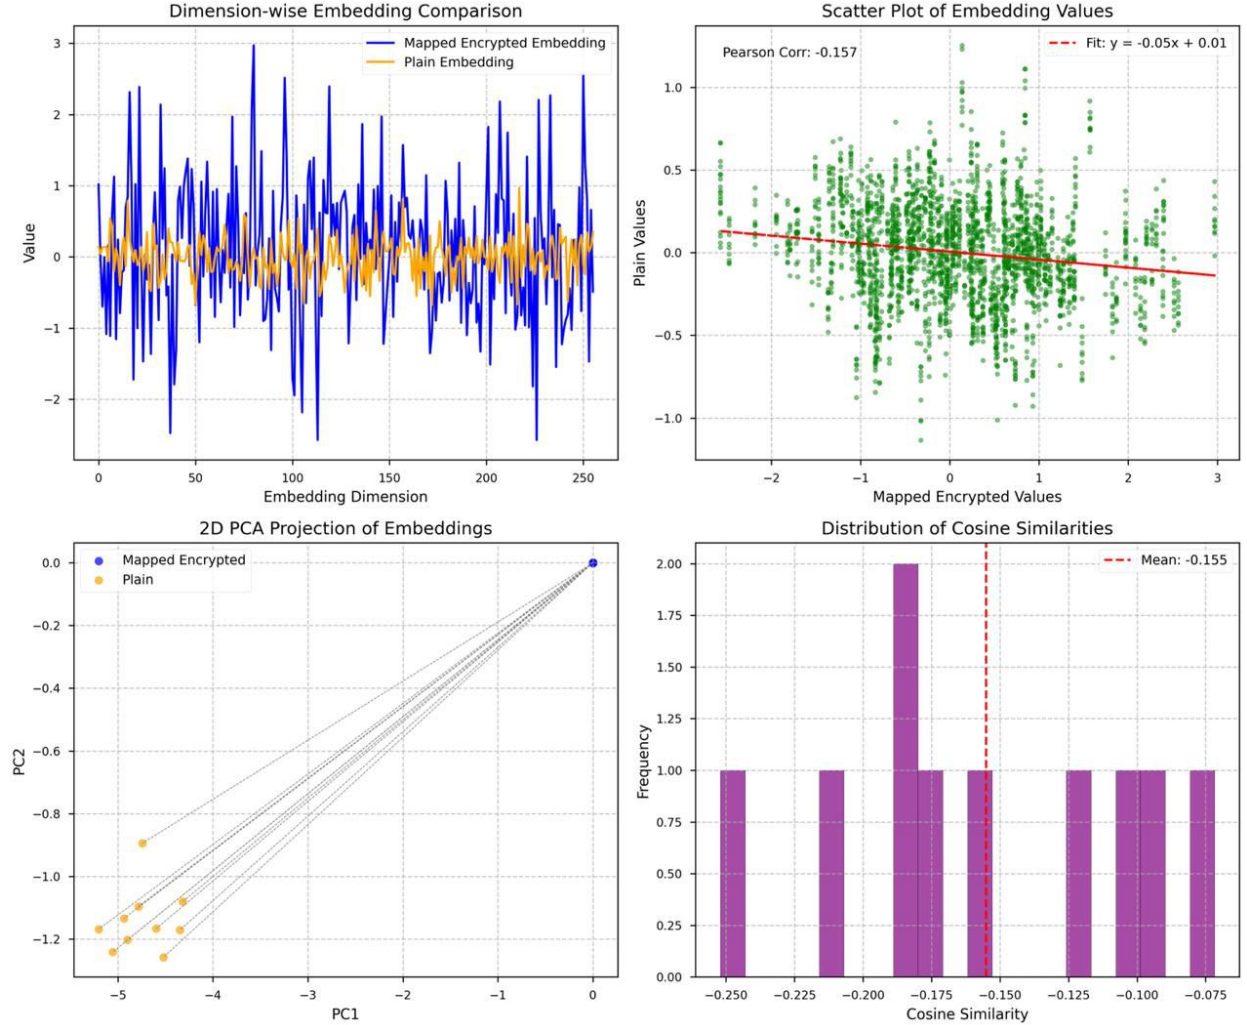 Dimension-wise Embedding Comparison
Mapped Encrypted Embedding
Plain Embedding
3
2
1
0
−1
−2
Value
0
50
100
150
200
250
Embedding Dimension
Scatter Plot of Embedding Values
Pearson Corr: -0.157
Fit: y = -0.05x + 0.01
1.0
0.5
0.0
−0.5
−1.0
Plain Values
−2
−1
0
1
2
3
Mapped Encrypted Values
2D PCA Projection of Embeddings
Mapped Encrypted
Plain
0.0
−0.2
−0.4
−0.6
−0.8
−1.0
−1.2
PC2
−5
−4
−3
−2
−1
0
PC1
Distribution of Cosine Similarities
Mean: -0.155
2.00
1.75
1.50
1.25
1.00
0.75
0.50
0.25
0.00
Frequency
−0.250
−0.225
−0.200
−0.175
−0.150
−0.125
−0.100
−0.075
Cosine Similarity